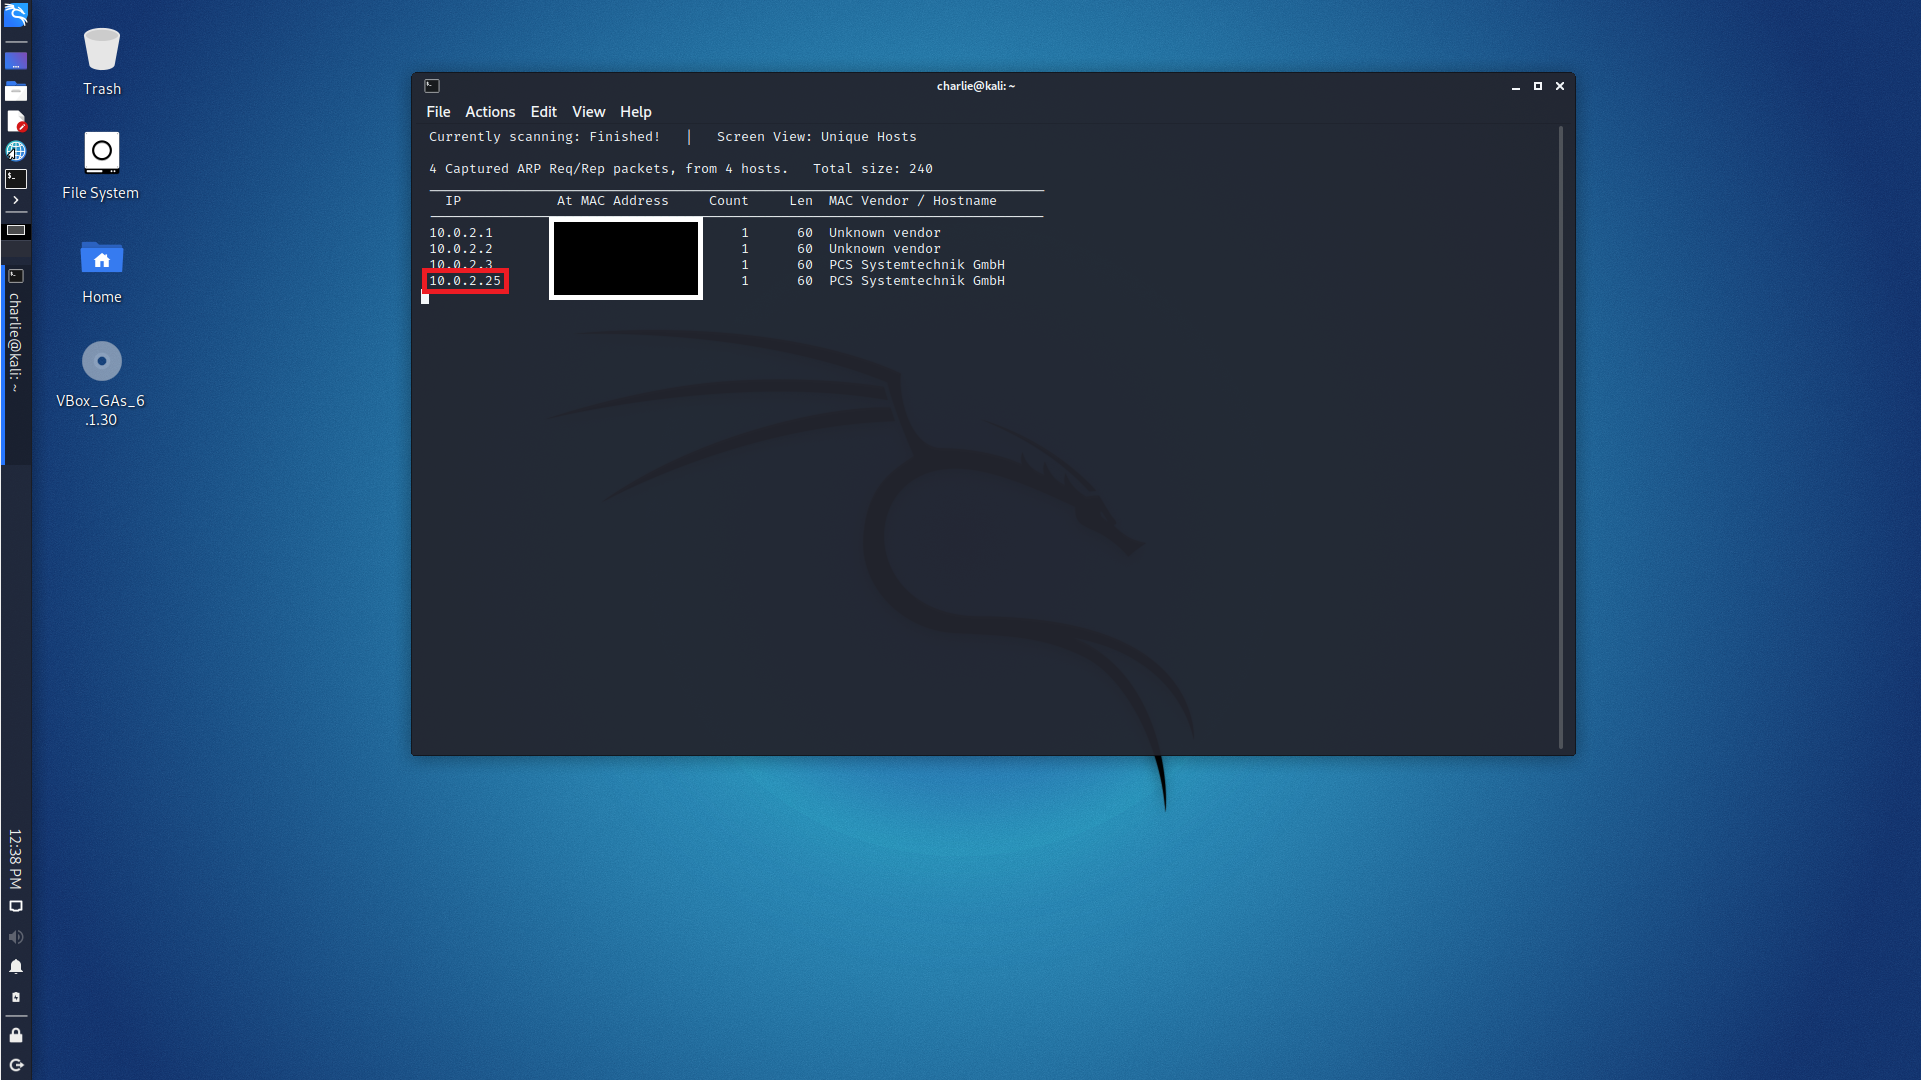 Trash
File System
Home
VBox_GAs_6
.1.30
charlie@kali: ~
12:38 PM
charlie@kali: ~
File Actions Edit View Help
Currently scanning: Finished! | Screen View: Unique Hosts
4 Captured ARP Req/Rep packets, from 4 hosts. Total size: 240
IP At MAC Address Count Len MAC Vendor / Hostname
10.0.2.1 1 60 Unknown vendor
10.0.2.2 1 60 Unknown vendor
10.0.2.3 1 60 PCS Systemtechnik GmbH
10.0.2.25 1 60 PCS Systemtechnik GmbH